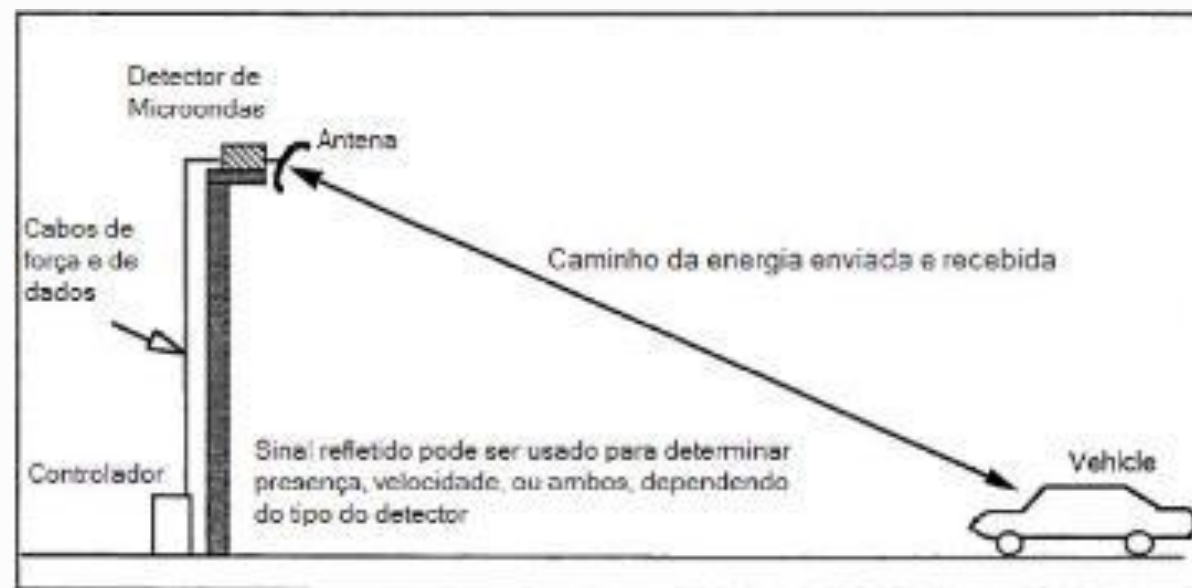 Detector de
Microondas
Antena
Cabos de
força e de
dados
Caminho da energia enviada e recebida
Controlador
Sinal refletido pode ser usado para determinar
presença, velocidade, ou ambos, dependendo
do tipo do detector
Vehicle